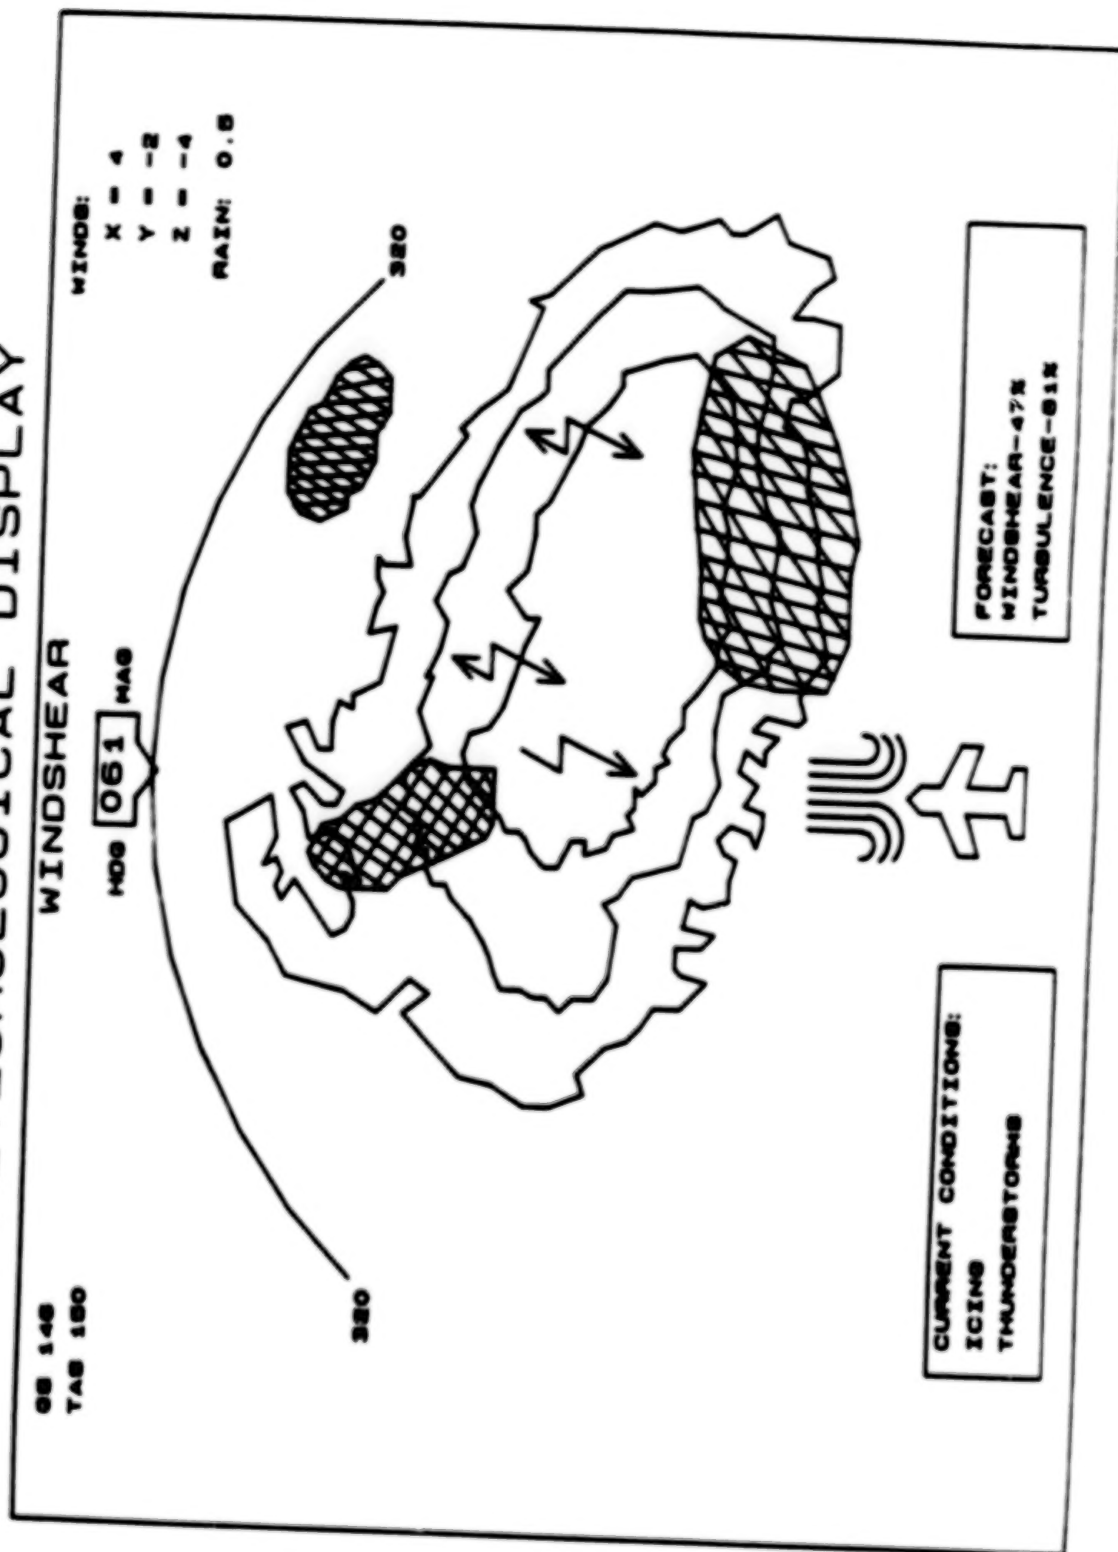 DISPLAY
WINDSHEAR
GS 145
TAS 150
HDG 061 MAG
WINDS:
X = 4
Y = -2
Z = -4
RAIN: 0.5
320
320
CURRENT CONDITIONS:
ICING
THUNDERSTORMS
FORECAST:
WINDSHEAR-47%
TURBULENCE-81%